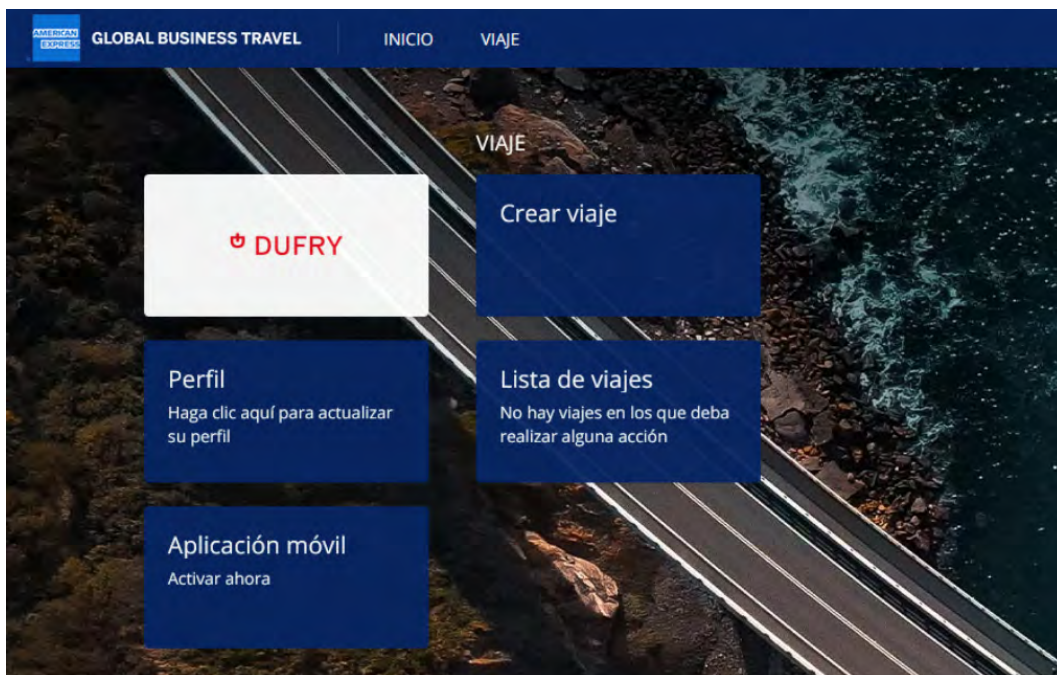 AMERICAN
EXPRESS
GLOBAL BUSINESS TRAVEL
INICIO
VIAJE
VIAJE
DUFRY
Crear viaje
Perfil
Haga clic aquí para actualizar
su perfil
Lista de viajes
No hay viajes en los que deba
realizar alguna acción
Aplicación móvil
Activar ahora